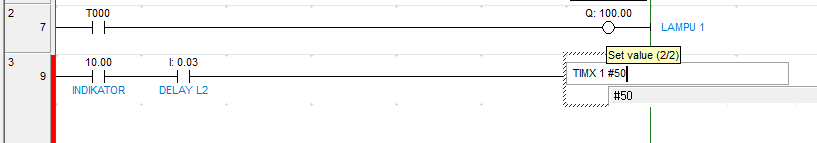 2
T000
Q: 100.00
7
LAMPU 1
Set value (2/2)
3
10.00
I: 0.03
9
TIMX 1 #50
INDIKATOR
DELAY L2
#50